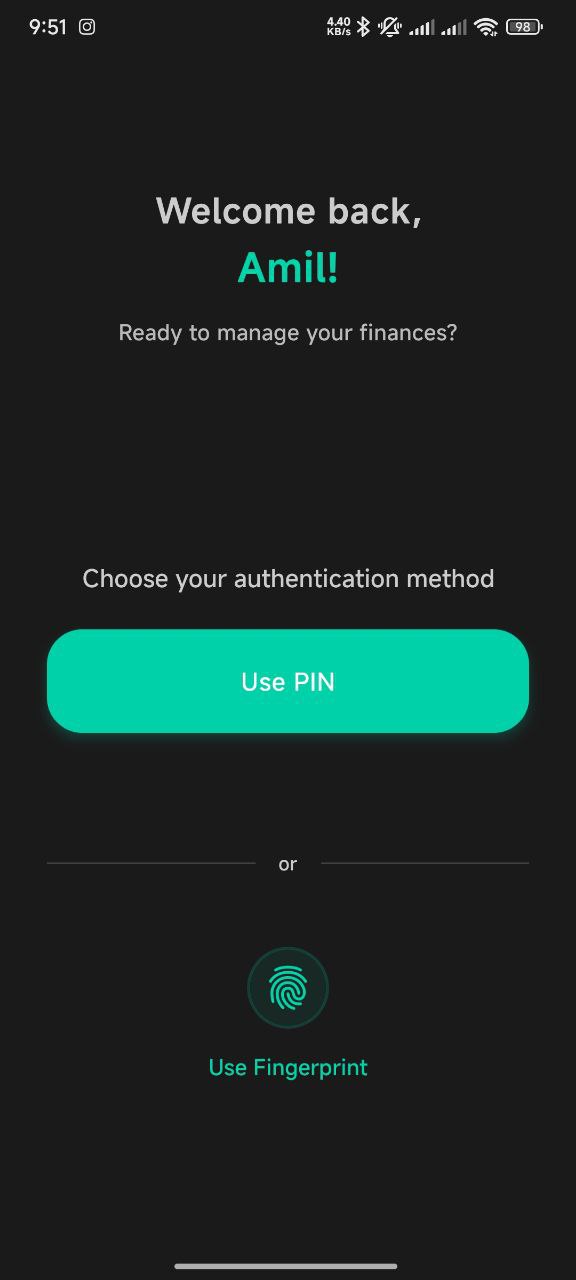 9:51
4.40
KB/s
98
Welcome back,
Amil!
Ready to manage your finances?
Choose your authentication method
Use PIN
or
Use Fingerprint